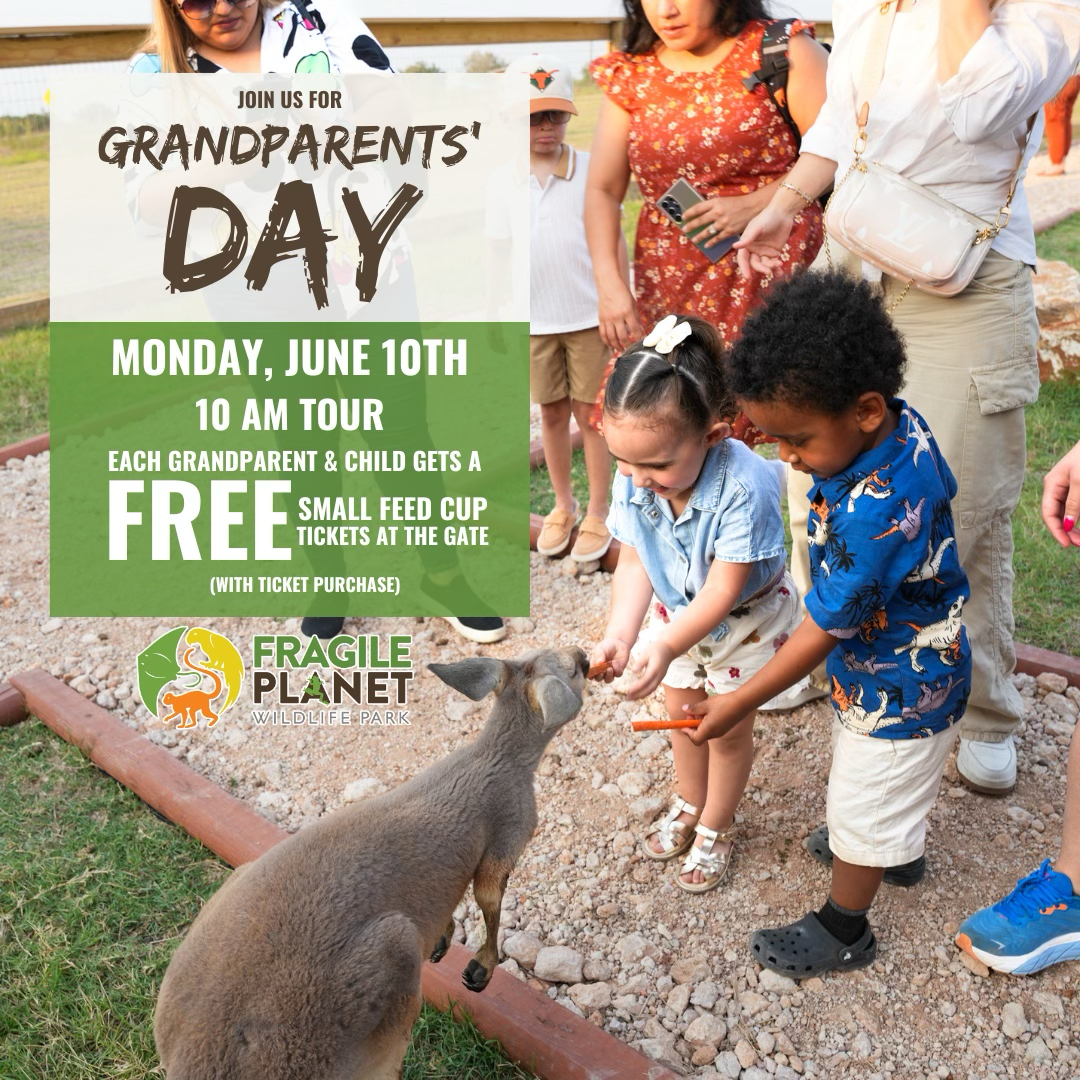 JOIN US FOR
GRANDPARENTS'
DAY
MONDAY, JUNE 10TH
10 AM TOUR
EACH GRANDPARENT & CHILD GETS A
FREE SMALL FEED CUP
TICKETS AT THE GATE
(WITH TICKET PURCHASE)
FRAGILE
PLANET
WILDLIFE PARK
LV